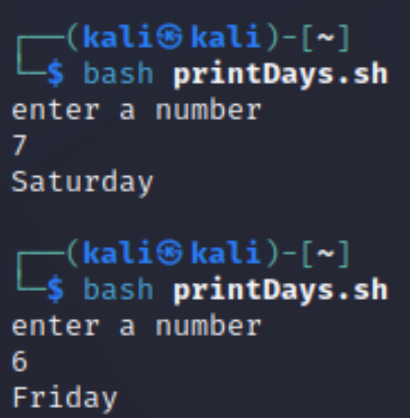 ┌──(kali㉿kali)-[~]
└─$ bash printDays.sh
enter a number
7
Saturday
┌──(kali㉿kali)-[~]
└─$ bash printDays.sh
enter a number
6
Friday